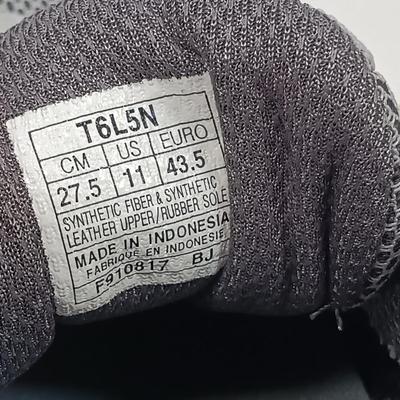 T6L5N
CM US EURO
27.5 11 43.5
SYNTHETIC FIBER & SYNTHETIC
LEATHER UPPER/RUBBER SOLE
MADE IN INDONESIA
FABRIQUÉ EN INDONESIE
F910817 BJ